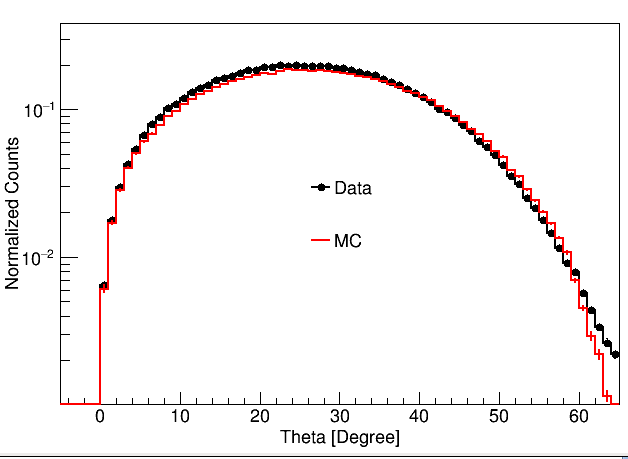 10⁻¹
10⁻²
Normalized Counts
Data
MC
0 10 20 30 40 50 60
Theta [Degree]